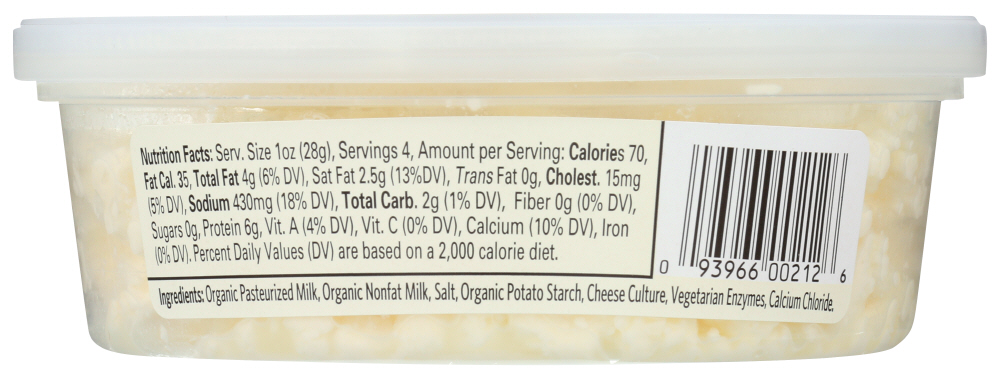 Nutrition Facts: Serv. Size 1oz (28g), Servings 4, Amount per Serving: Calories 70,
Fat Cal. 35, Total Fat 4g (6% DV), Sat Fat 2.5g (13%DV), Trans Fat 0g, Cholest. 15mg
(5% DV), Sodium 430mg (18% DV), Total Carb. 2g (1% DV), Fiber 0g (0% DV),
Sugars 0g, Protein 6g, Vit. A (4% DV), Vit. C (0% DV), Calcium (10% DV), Iron
(0% DV). Percent Daily Values (DV) are based on a 2,000 calorie diet.
0 93966 00212 6
Ingredients: Organic Pasteurized Milk, Organic Nonfat Milk, Salt, Organic Potato Starch, Cheese Culture, Vegetarian Enzymes, Calcium Chloride.